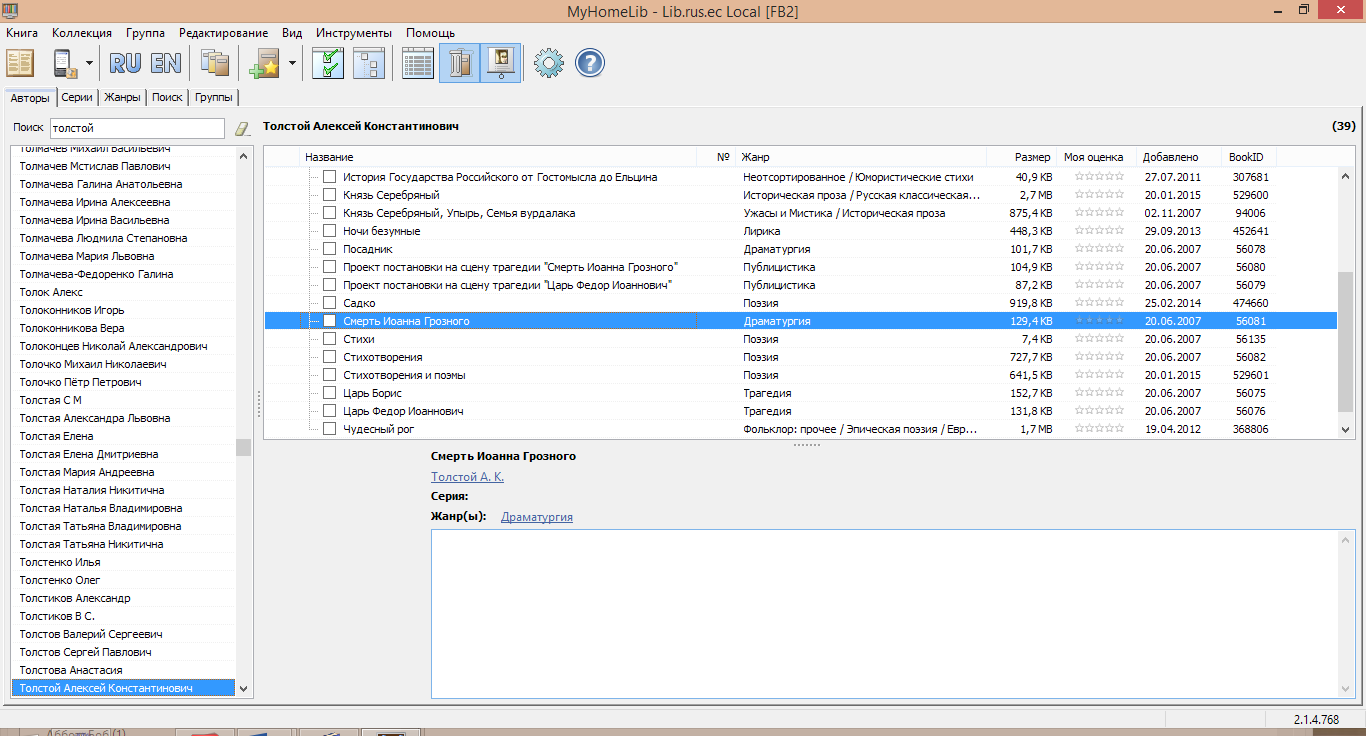 MyHomeLib - Lib.rus.ec Local [FB2]
Книга Коллекция Группа Редактирование Вид Инструменты Помощь
RU EN
Авторы Серии Жанры Поиск Группы
Поиск толстой
Толстой Алексей Константинович (39)
Толмачев Михаил Васильевич
Толмачев Мстислав Павлович
Толмачева Галина Анатольевна
Толмачева Ирина Алексеевна
Толмачева Ирина Васильевна
Толмачева Людмила Степановна
Толмачева Мария Львовна
Толмачева-Федоренко Галина
Толок Алекс
Толоконников Игорь
Толоконникова Вера
Толоконцев Николай Александрович
Толочко Михаил Николаевич
Толочко Пётр Петрович
Толстая С М
Толстая Александра Львовна
Толстая Елена
Толстая Елена Дмитриевна
Толстая Мария Андреевна
Толстая Наталия Никитична
Толстая Наталья Владимировна
Толстая Татьяна Владимировна
Толстая Татьяна Никитична
Толстенко Илья
Толстенко Олег
Толстиков Александр
Толстиков В С.
Толстов Валерий Сергеевич
Толстов Сергей Павлович
Толстова Анастасия
Толстой Алексей Константинович
Название № Жанр Размер Моя оценка Добавлено BookID
История Государства Российского от Гостомысла до Ельцина Неотсортированное / Юмористические стихи 40,9 KB 27.07.2011 307681
Князь Серебряный Историческая проза / Русская классическая... 2,7 MB 20.01.2015 529600
Князь Серебряный, Упырь, Семья вурдалака Ужасы и Мистика / Историческая проза 875,4 KB 02.11.2007 94006
Ночи безумные Лирика 448,3 KB 29.09.2013 452641
Посадник Драматургия 101,7 KB 20.06.2007 56078
Проект постановки на сцену трагедии "Смерть Иоанна Грозного" Публицистика 104,9 KB 20.06.2007 56080
Проект постановки на сцену трагедии "Царь Федор Иоаннович" Публицистика 87,2 KB 20.06.2007 56079
Садко Поэзия 919,8 KB 25.02.2014 474660
Смерть Иоанна Грозного Драматургия 129,4 KB 20.06.2007 56081
Стихи Поэзия 7,4 KB 20.06.2007 56135
Стихотворения Поэзия 727,7 KB 20.06.2007 56082
Стихотворения и поэмы Поэзия 641,5 KB 20.01.2015 529601
Царь Борис Трагедия 152,7 KB 20.06.2007 56075
Царь Федор Иоаннович Трагедия 131,8 KB 20.06.2007 56076
Чудесный рог Фольклор: прочее / Эпическая поэзия / Евр... 1,7 MB 19.04.2012 368806
Смерть Иоанна Грозного
Толстой А. К.
Серия:
Жанр(ы): Драматургия
2.1.4.768